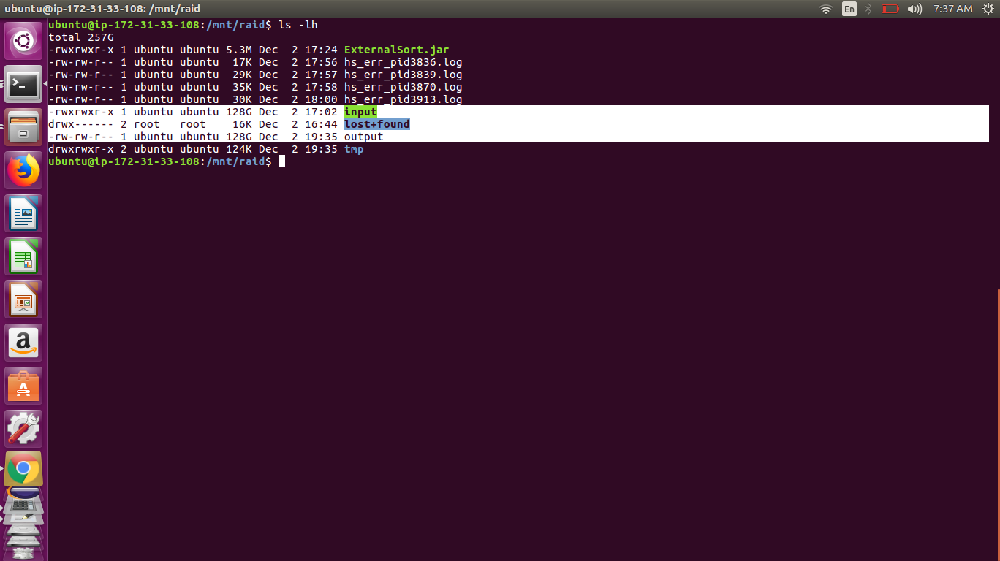 ubuntu@ip-172-31-33-108: /mnt/raid En 7:37 AM
ubuntu@ip-172-31-33-108:/mnt/raid$ ls -lh
total 257G
-rwxrwxr-x 1 ubuntu ubuntu 5.3M Dec  2 17:24 ExternalSort.jar
-rw-rw-r-- 1 ubuntu ubuntu  17K Dec  2 17:56 hs_err_pid3836.log
-rw-rw-r-- 1 ubuntu ubuntu  29K Dec  2 17:57 hs_err_pid3839.log
-rw-rw-r-- 1 ubuntu ubuntu  35K Dec  2 17:58 hs_err_pid3870.log
-rw-rw-r-- 1 ubuntu ubuntu  30K Dec  2 18:00 hs_err_pid3913.log
-rwxrwxr-x 1 ubuntu ubuntu 128G Dec  2 17:02 input
drwx------ 2 root   root    16K Dec  2 16:44 lost+found
-rw-rw-r-- 1 ubuntu ubuntu 128G Dec  2 19:35 output
drwxrwxr-x 2 ubuntu ubuntu 124K Dec  2 19:35 tmp
ubuntu@ip-172-31-33-108:/mnt/raid$